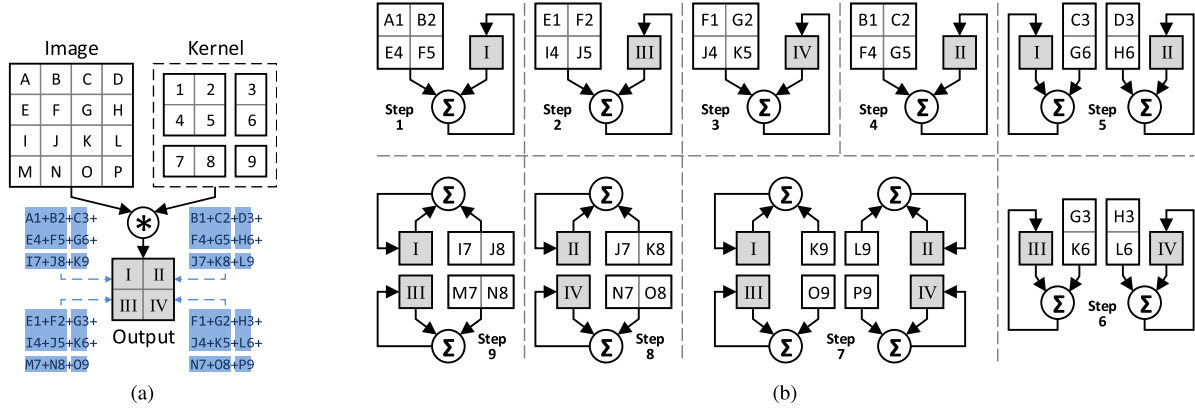 Image Kernel
A B C D
E F G H
I J K L
M N O P
1 2 3
4 5 6
7 8 9
*
A1+B2+C3+
E4+F5+G6+
I7+J8+K9
B1+C2+D3+
F4+G5+H6+
J7+K8+L9
I II
III IV
Output
E1+F2+G3+
I4+J5+K6+
M7+N8+O9
F1+G2+H3+
J4+K5+L6+
N7+O8+P9
(a)
A1 B2
E4 F5
I
Σ
Step
1
E1 F2
I4 J5
III
Σ
Step
2
F1 G2
J4 K5
IV
Σ
Step
3
B1 C2
F4 G5
II
Σ
Step
4
C3 D3
I G6 H6 II
Σ Σ
Step
5
G3 H3
III K6 L6 IV
Σ Σ
Step
6
Σ Σ
I K9 L9 II
III O9 P9 IV
Σ Σ
Step
7
Σ
II J7 K8
IV N7 O8
Σ
Step
8
Σ
I I7 J8
III M7 N8
Σ
Step
9
(b)